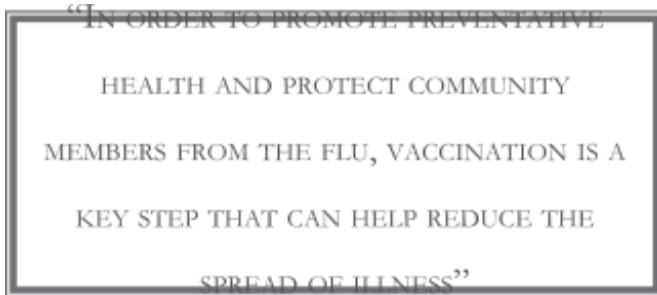 “In order to promote preventative
health and protect community
members from the flu, vaccination is a
key step that can help reduce the
spread of illness”